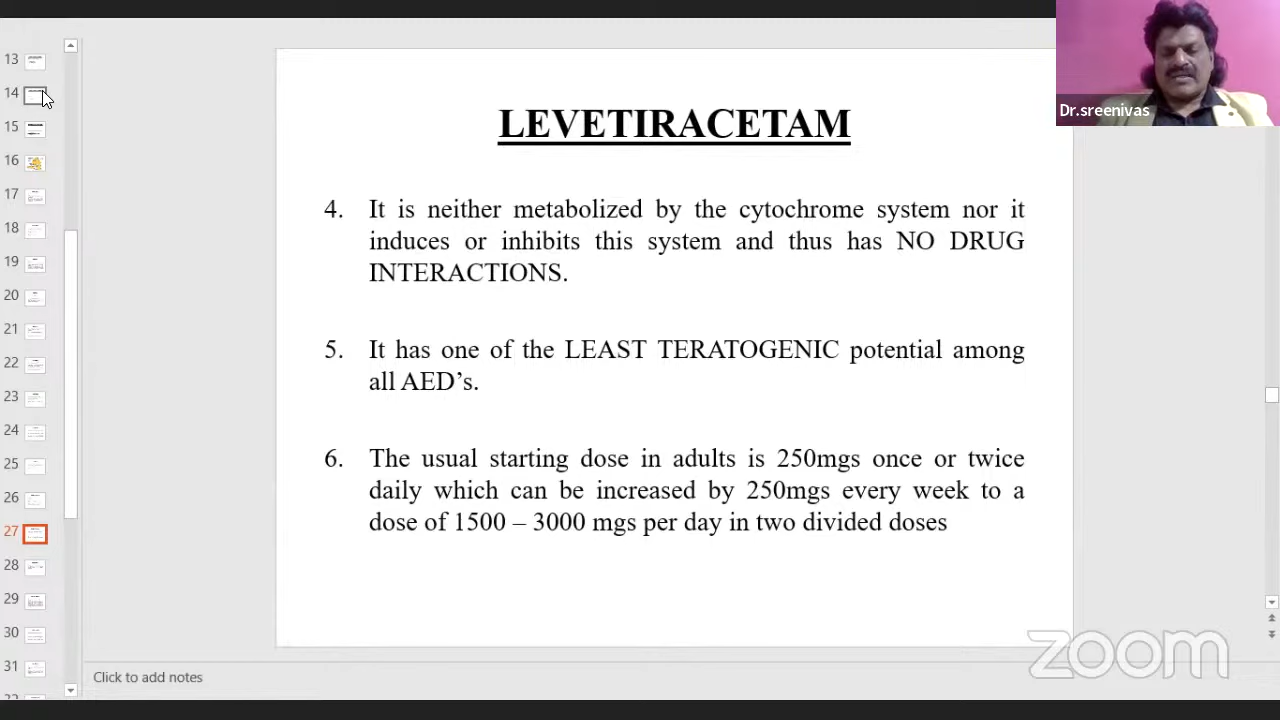 13
14
15
16
17
18
19
20
21
22
23
24
25
26
27
28
29
30
31
LEVETIRACETAM
4. It is neither metabolized by the cytochrome system nor it
induces or inhibits this system and thus has NO DRUG
INTERACTIONS.
5. It has one of the LEAST TERATOGENIC potential among
all AED’s.
6. The usual starting dose in adults is 250mgs once or twice
daily which can be increased by 250mgs every week to a
dose of 1500 – 3000 mgs per day in two divided doses
Dr.sreenivas
zoom
Click to add notes